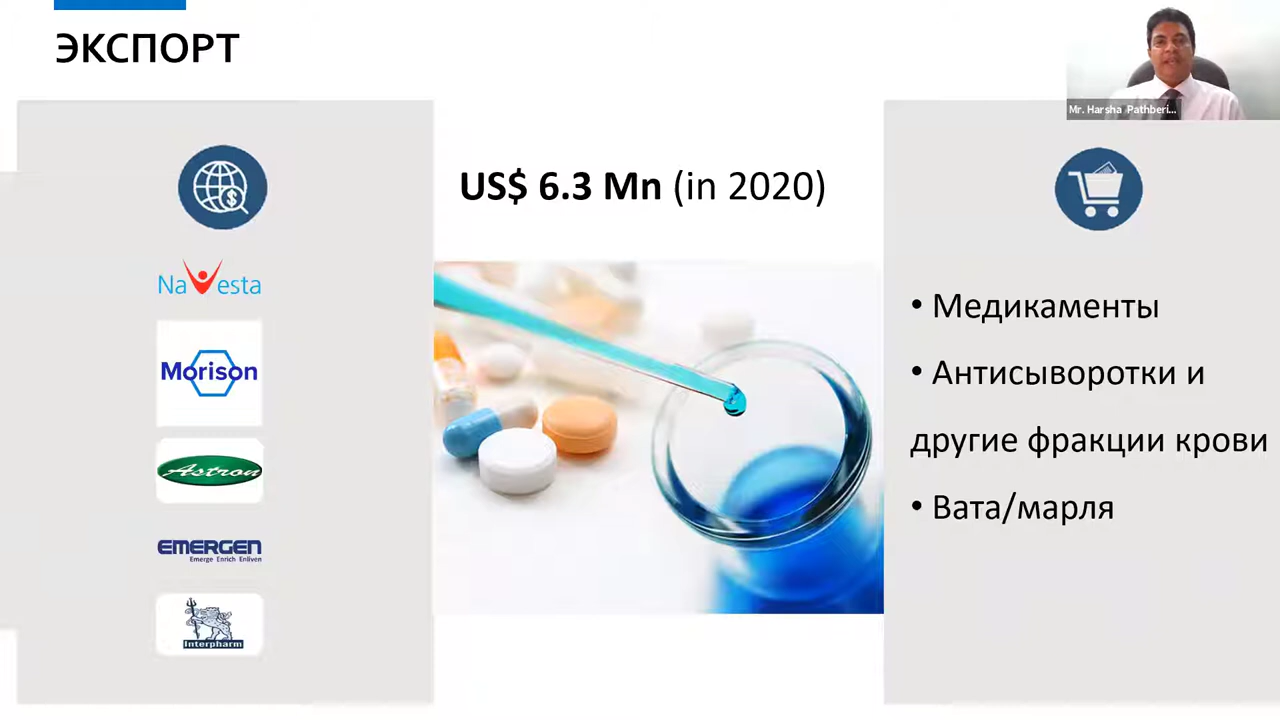 ЭКСПОРТ
Mr. Harsha Pathberi...
US$ 6.3 Mn (in 2020)
NaVesta
Morison
Astron
EMERGEN
Emerge Enrich Enliven
Interpharm
• Медикаменты
• Антисыворотки и
другие фракции крови
• Вата/марля